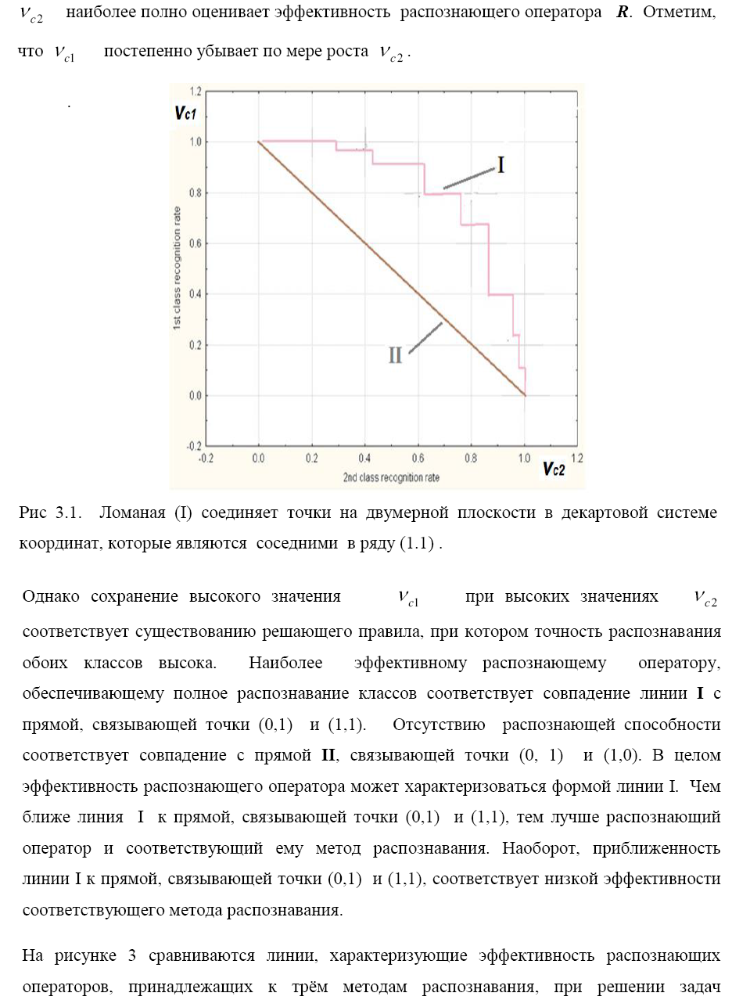 ν c2 наиболее полно оценивает эффективность распознающего оператора R. Отметим,
что ν c1 постепенно убывает по мере роста ν c2 .
.
Vc1
1.2
1.0
0.8
0.6
0.4
0.2
0.0
-0.2
1st class recognition rate
I
II
-0.2 0.0 0.2 0.4 0.6 0.8 1.0 1.2
2nd class recognition rate
Vc2
Рис 3.1. Ломаная (I) соединяет точки на двумерной плоскости в декартовой системе
координат, которые являются соседними в ряду (1.1) .
Однако сохранение высокого значения ν c1 при высоких значениях ν c2
соответствует существованию решающего правила, при котором точность распознавания
обоих классов высока. Наиболее эффективному распознающему оператору,
обеспечивающему полное распознавание классов соответствует совпадение линии I с
прямой, связывающей точки (0,1) и (1,1). Отсутствию распознающей способности
соответствует совпадение с прямой II, связывающей точки (0, 1) и (1,0). В целом
эффективность распознающего оператора может характеризоваться формой линии I. Чем
ближе линия I к прямой, связывающей точки (0,1) и (1,1), тем лучше распознающий
оператор и соответствующий ему метод распознавания. Наоборот, приближенность
линии I к прямой, связывающей точки (0,1) и (1,1), соответствует низкой эффективности
соответствующего метода распознавания.
На рисунке 3 сравниваются линии, характеризующие эффективность распознающих
операторов, принадлежащих к трём методам распознавания, при решении задач